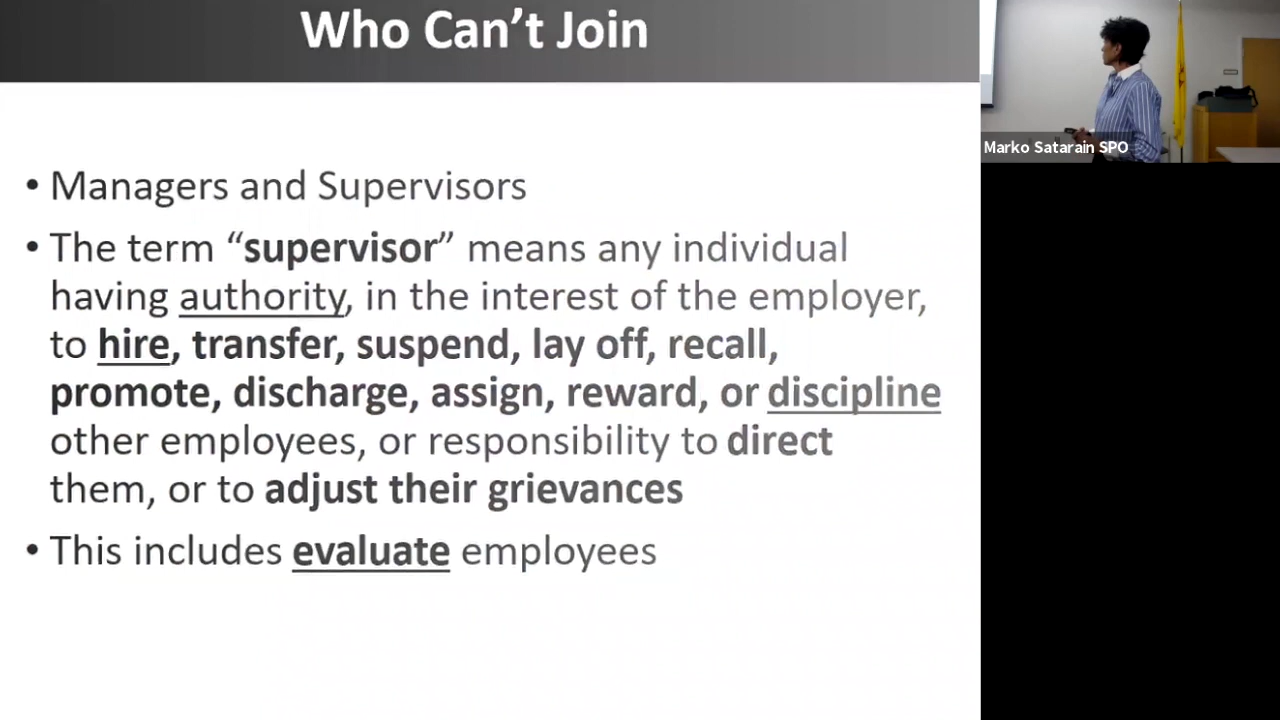 Who Can’t Join
• Managers and Supervisors
• The term “supervisor” means any individual
having authority, in the interest of the employer,
to hire, transfer, suspend, lay off, recall,
promote, discharge, assign, reward, or discipline
other employees, or responsibility to direct
them, or to adjust their grievances
• This includes evaluate employees
Marko Satarain SPO